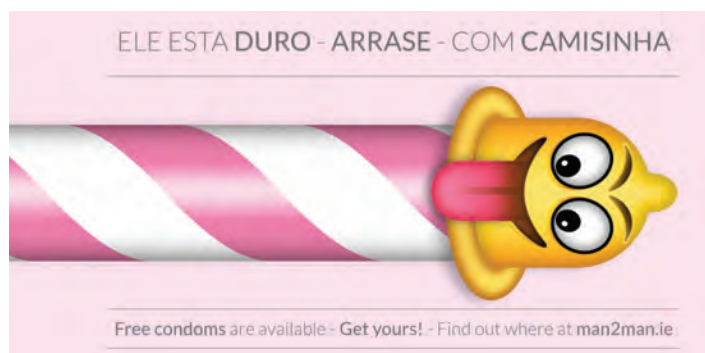 ELE ESTA DURO - ARRASE - COM CAMISINHA
Free condoms are available - Get yours! - Find out where at man2man.ie